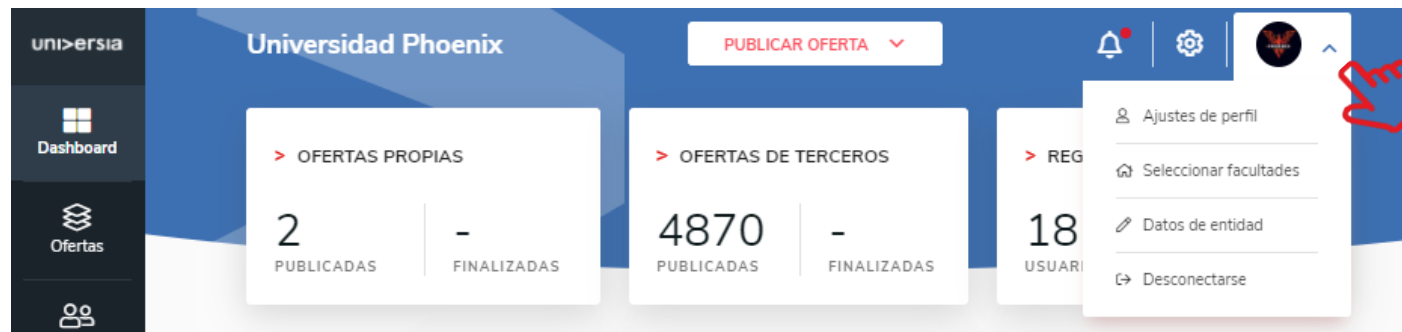 uni>ersia
Universidad Phoenix
PUBLICAR OFERTA
Dashboard
Ofertas
> OFERTAS PROPIAS
2
PUBLICADAS
-
FINALIZADAS
> OFERTAS DE TERCEROS
4870
PUBLICADAS
-
FINALIZADAS
> REG
18
USUARI
Ajustes de perfil
Seleccionar facultades
Datos de entidad
Desconectarse